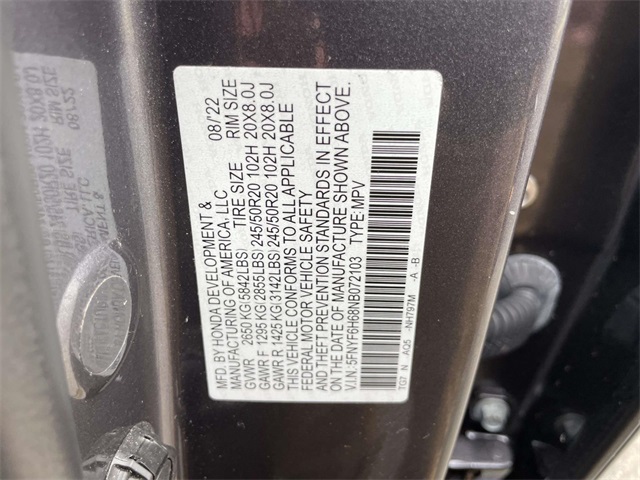 MFD. BY HONDA DEVELOPMENT &
MANUFACTURING OF AMERICA, LLC 08/'22
TIRE SIZE RIM SIZE
GVWR 2650 KG (5842LBS)
GAWR F 1295 KG (2855LBS) 245/50R20 102H 20X8.0J
GAWR R 1425 KG (3142LBS) 245/50R20 102H 20X8.0J
THIS VEHICLE CONFORMS TO ALL APPLICABLE
FEDERAL MOTOR VEHICLE SAFETY
AND THEFT PREVENTION STANDARDS IN EFFECT
ON THE DATE OF MANUFACTURE SHOWN ABOVE.
V.I.N: 5FNYF6H68NB072103 TYPE: MPV
TG7 N AQ5 -NH797M -A -B